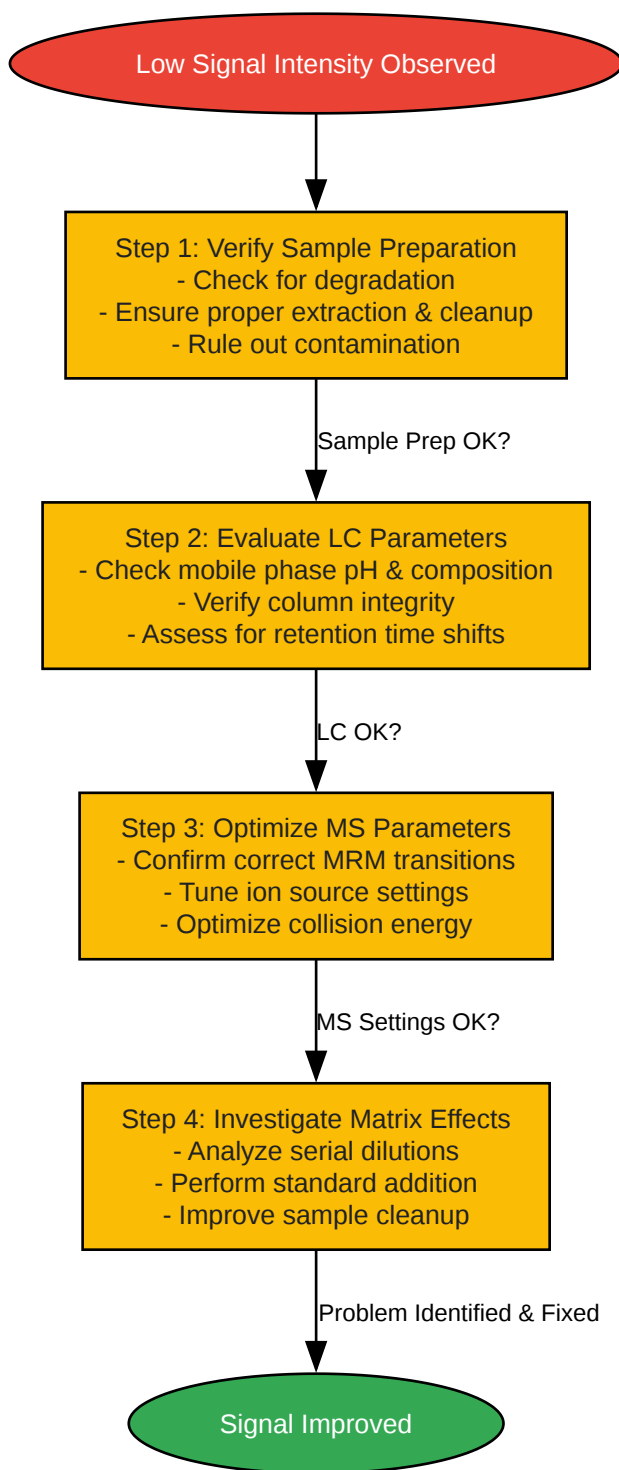 Low Signal Intensity Observed
Step 1: Verify Sample Preparation
- Check for degradation
- Ensure proper extraction & cleanup
- Rule out contamination
Sample Prep OK?
Step 2: Evaluate LC Parameters
- Check mobile phase pH & composition
- Verify column integrity
- Assess for retention time shifts
LC OK?
Step 3: Optimize MS Parameters
- Confirm correct MRM transitions
- Tune ion source settings
- Optimize collision energy
MS Settings OK?
Step 4: Investigate Matrix Effects
- Analyze serial dilutions
- Perform standard addition
- Improve sample cleanup
Problem Identified & Fixed
Signal Improved